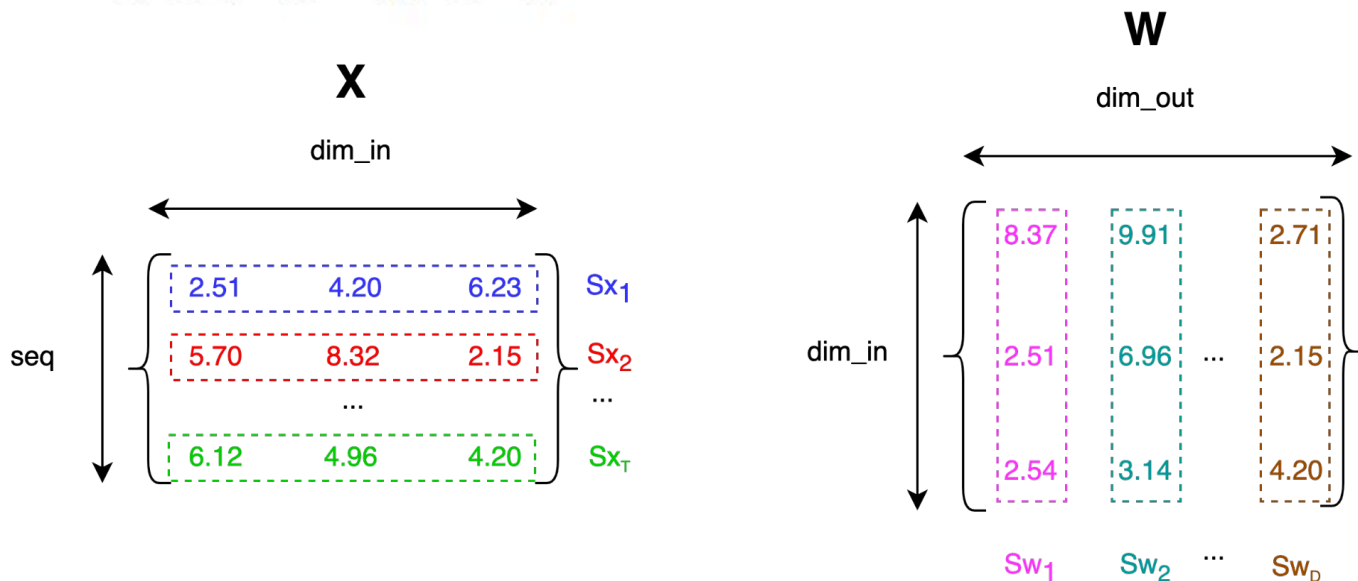 X
dim_in
seq
2.51 4.20 6.23 Sx1
5.70 8.32 2.15 Sx2
... ...
6.12 4.96 4.20 SxT
W
dim_out
dim_in
8.37 9.91 2.71
2.51 6.96 ... 2.15
2.54 3.14 4.20
Sw1 Sw2 ... SwD